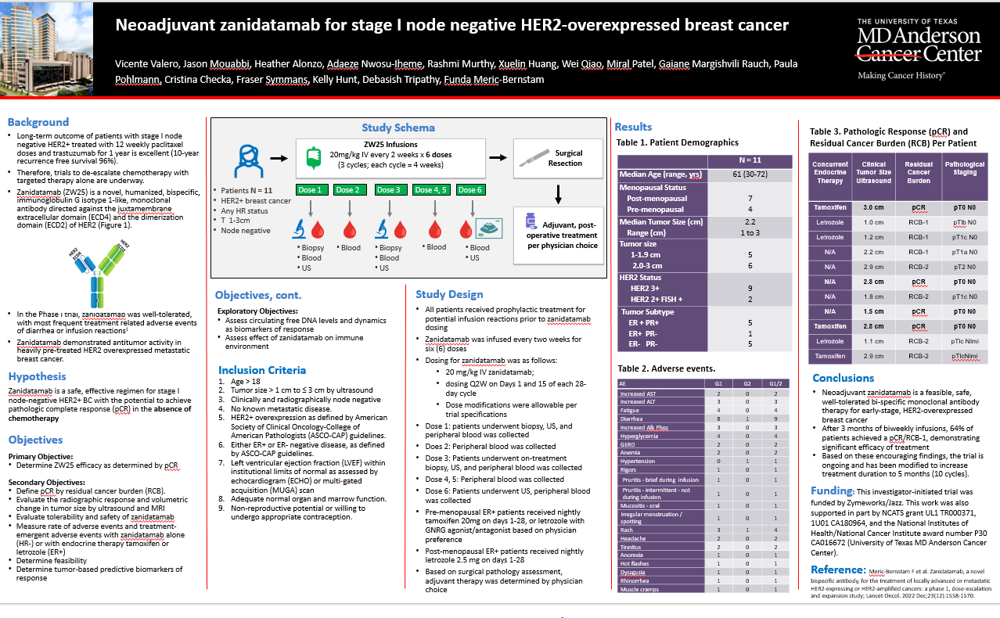 Neoadjuvant zanidatamab for stage I node negative HER2-overexpressed breast cancer
Vicente Valero, Jason Mouabbi, Heather Alonzo, Adaeze Nwosu-Iheme, Rashmi Murthy, Xuelin Huang, Wei Qiao, Miral Patel, Gaiane Margishvili Rauch, Paula
Pohlmann, Cristina Checka, Fraser Symmans, Kelly Hunt, Debasish Tripathy, Funda Meric-Bernstam
THE UNIVERSITY OF TEXAS
MD Anderson
Cancer Center
Making Cancer History®
Background
• Long-term outcome of patients with stage I node
negative HER2+ treated with 12 weekly paclitaxel
doses and trastuzumab for 1 year is excellent (10-year
recurrence free survival 96%).
• Therefore, trials to de-escalate chemotherapy with
targeted therapy alone are underway.
• Zanidatamab (ZW25) is a novel, humanized, bispecific,
immunoglobulin G isotype 1-like, monoclonal
antibody directed against the juxtamembrane
extracellular domain (ECD4) and the dimerization
domain (ECD2) of HER2 (Figure 1).
HER2
ECD4
HER2
ECD2
• In the Phase I trial, zanidatamab was well-tolerated,
with most frequent treatment related adverse events
of diarrhea or infusion reactions1
• Zanidatamab demonstrated antitumor activity in
heavily pre-treated HER2 overexpressed metastatic
breast cancer.
Hypothesis
Zanidatamab is a safe, effective regimen for stage I
node-negative HER2+ BC with the potential to achieve
pathologic complete response (pCR) in the absence of
chemotherapy
Objectives
Primary Objective:
• Determine ZW25 efficacy as determined by pCR
Secondary Objectives:
• Define pCR by residual cancer burden (RCB).
• Evaluate the radiographic response and volumetric
change in tumor size by ultrasound and MRI
• Evaluate tolerability and safety of zanidatamab
• Measure rate of adverse events and treatment-
emergent adverse events with zanidatamab alone
(HR-) or with endocrine therapy tamoxifen or
letrozole (ER+)
• Determine feasibility
• Determine tumor-based predictive biomarkers of
response
Study Schema
• Patients N = 11
• HER2+ breast cancer
• Any HR status
• T 1-3cm
• Node negative
ZW25 Infusions
20mg/kg IV every 2 weeks x 6 doses
(3 cycles; each cycle = 4 weeks)
Surgical
Resection
Dose 1 Dose 2 Dose 3 Dose 4, 5 Dose 6
• Biopsy
• Blood
• US
• Blood
• Biopsy
• Blood
• US
• Blood
• Blood
• US
Adjuvant, post-
operative treatment
per physician choice
Objectives, cont.
Exploratory Objectives:
• Assess circulating free DNA levels and dynamics
as biomarkers of response
• Assess effect of zanidatamab on immune
environment
Inclusion Criteria
1. Age > 18
2. Tumor size > 1 cm to ≤ 3 cm by ultrasound
3. Clinically and radiographically node negative
4. No known metastatic disease.
5. HER2+ overexpression as defined by American
Society of Clinical Oncology-College of
American Pathologists (ASCO-CAP) guidelines.
6. Either ER+ or ER- negative disease, as defined
by ASCO-CAP guidelines.
7. Left ventricular ejection fraction (LVEF) within
institutional limits of normal as assessed by
echocardiogram (ECHO) or multi-gated
acquisition (MUGA) scan
8. Adequate normal organ and marrow function.
9. Non-reproductive potential or willing to
undergo appropriate contraception.
Study Design
• All patients received prophylactic treatment for
potential infusion reactions prior to zanidatamab
dosing
• Zanidatamab was infused every two weeks for
six (6) doses
• Dosing for zanidatamab was as follows:
• 20 mg/kg IV zanidatamab;
• dosing Q2W on Days 1 and 15 of each 28-
day cycle
• Dose modifications were allowable per
trial specifications
• Dose 1: patients underwent biopsy, US, and
peripheral blood was collected
• Does 2: Peripheral blood was collected
• Dose 3: Patients underwent on-treatment
biopsy, US, and peripheral blood was collected
• Dose 4, 5: Peripheral blood was collected
• Dose 6: Patients underwent US, peripheral blood
was collected
• Pre-menopausal ER+ patients received nightly
tamoxifen 20mg on days 1-28, or letrozole with
GNRG agonist/antagonist based on physician
preference
• Post-menopausal ER+ patients received nightly
letrozole 2.5 mg on days 1-28
• Based on surgical pathology assessment,
adjuvant therapy was determined by physician
choice
Results
Table 1. Patient Demographics
N = 11
Median Age (range, yrs) 61 (30-72)
Menopausal Status
Post-menopausal 7
Pre-menopausal 4
Median Tumor Size (cm) 2.2
Range (cm) 1 to 3
Tumor size
1-1.9 cm 5
2.0-3 cm 6
HER2 Status
HER2 3+ 9
HER2 2+ FISH + 2
Tumor Subtype
ER + PR+ 5
ER+ PR- 1
ER- PR- 5
Table 2. Adverse events.
AE G1 G2 G1/2
Increased AST 2 0 2
Increased ALT 3 0 3
Fatigue 4 0 4
Diarrhea 8 1 9
Increased Alk Phos 3 0 3
Hyperglycemia 4 0 4
GERD 2 0 2
Anemia 2 0 2
Hypertension 0 1 1
Rigors 1 0 1
Pruritis - brief during infusion 1 0 1
Pruritis - intermittent - not
during infusion 1 0 1
Mucositis - oral 1 0 1
Irregular menstruation /
spotting 1 0 1
Rash 3 1 4
Headache 2 0 2
Tinnitus 2 0 2
Anorexia 1 0 1
Hot flashes 1 0 1
Dysgusia 1 0 1
Rhinorrhea 1 0 1
Muscle cramps 1 0 1
Table 3. Pathologic Response (pCR) and
Residual Cancer Burden (RCB) Per Patient
Concurrent Endocrine Therapy Clinical Tumor Size Ultrasound Residual Cancer Burden Pathological Staging
Tamoxifen 3.0 cm pCR pT0 N0
Letrozole 1.0 cm RCB-1 pTIb N0
Letrozole 1.2 cm RCB-1 pT1c N0
N/A 2.2 cm RCB-1 pT1a N0
N/A 2.9 cm RCB-2 pT2 N0
N/A 2.8 cm pCR pT0 N0
N/A 1.8 cm RCB-2 pT1c N0
N/A 1.5 cm pCR pT0 N0
Tamoxifen 2.8 cm pCR pT0 N0
Letrozole 1.1 cm RCB-2 pTIc NImi
Tamoxifen 2.9 cm RCB-2 pTIcNImi
Conclusions
• Neoadjuvant zanidatamab is a feasible, safe,
well-tolerated bi-specific monoclonal antibody
therapy for early-stage, HER2-overexpressed
breast cancer
• After 3 months of biweekly infusions, 64% of
patients achieved a pCR/RCB-1, demonstrating
significant efficacy of treatment
• Based on these encouraging findings, the trial is
ongoing and has been modified to increase
treatment duration to 5 months (10 cycles).
Funding: This investigator-initiated trial was
funded by Zymeworks/Jazz. This work was also
supported in part by NCATS grant UL1 TR000371,
1U01 CA180964, and the National Institutes of
Health/National Cancer Institute award number P30
CA016672 (University of Texas MD Anderson Cancer
Center).
Reference: Meric-Bernstam F et al. Zanidatamab, a novel
bispecific antibody, for the treatment of locally advanced or metastatic
HER2-expressing or HER2-amplified cancers: a phase 1, dose-escalation
and expansion study; Lancet Oncol. 2022 Dec;23(12):1558-1570.